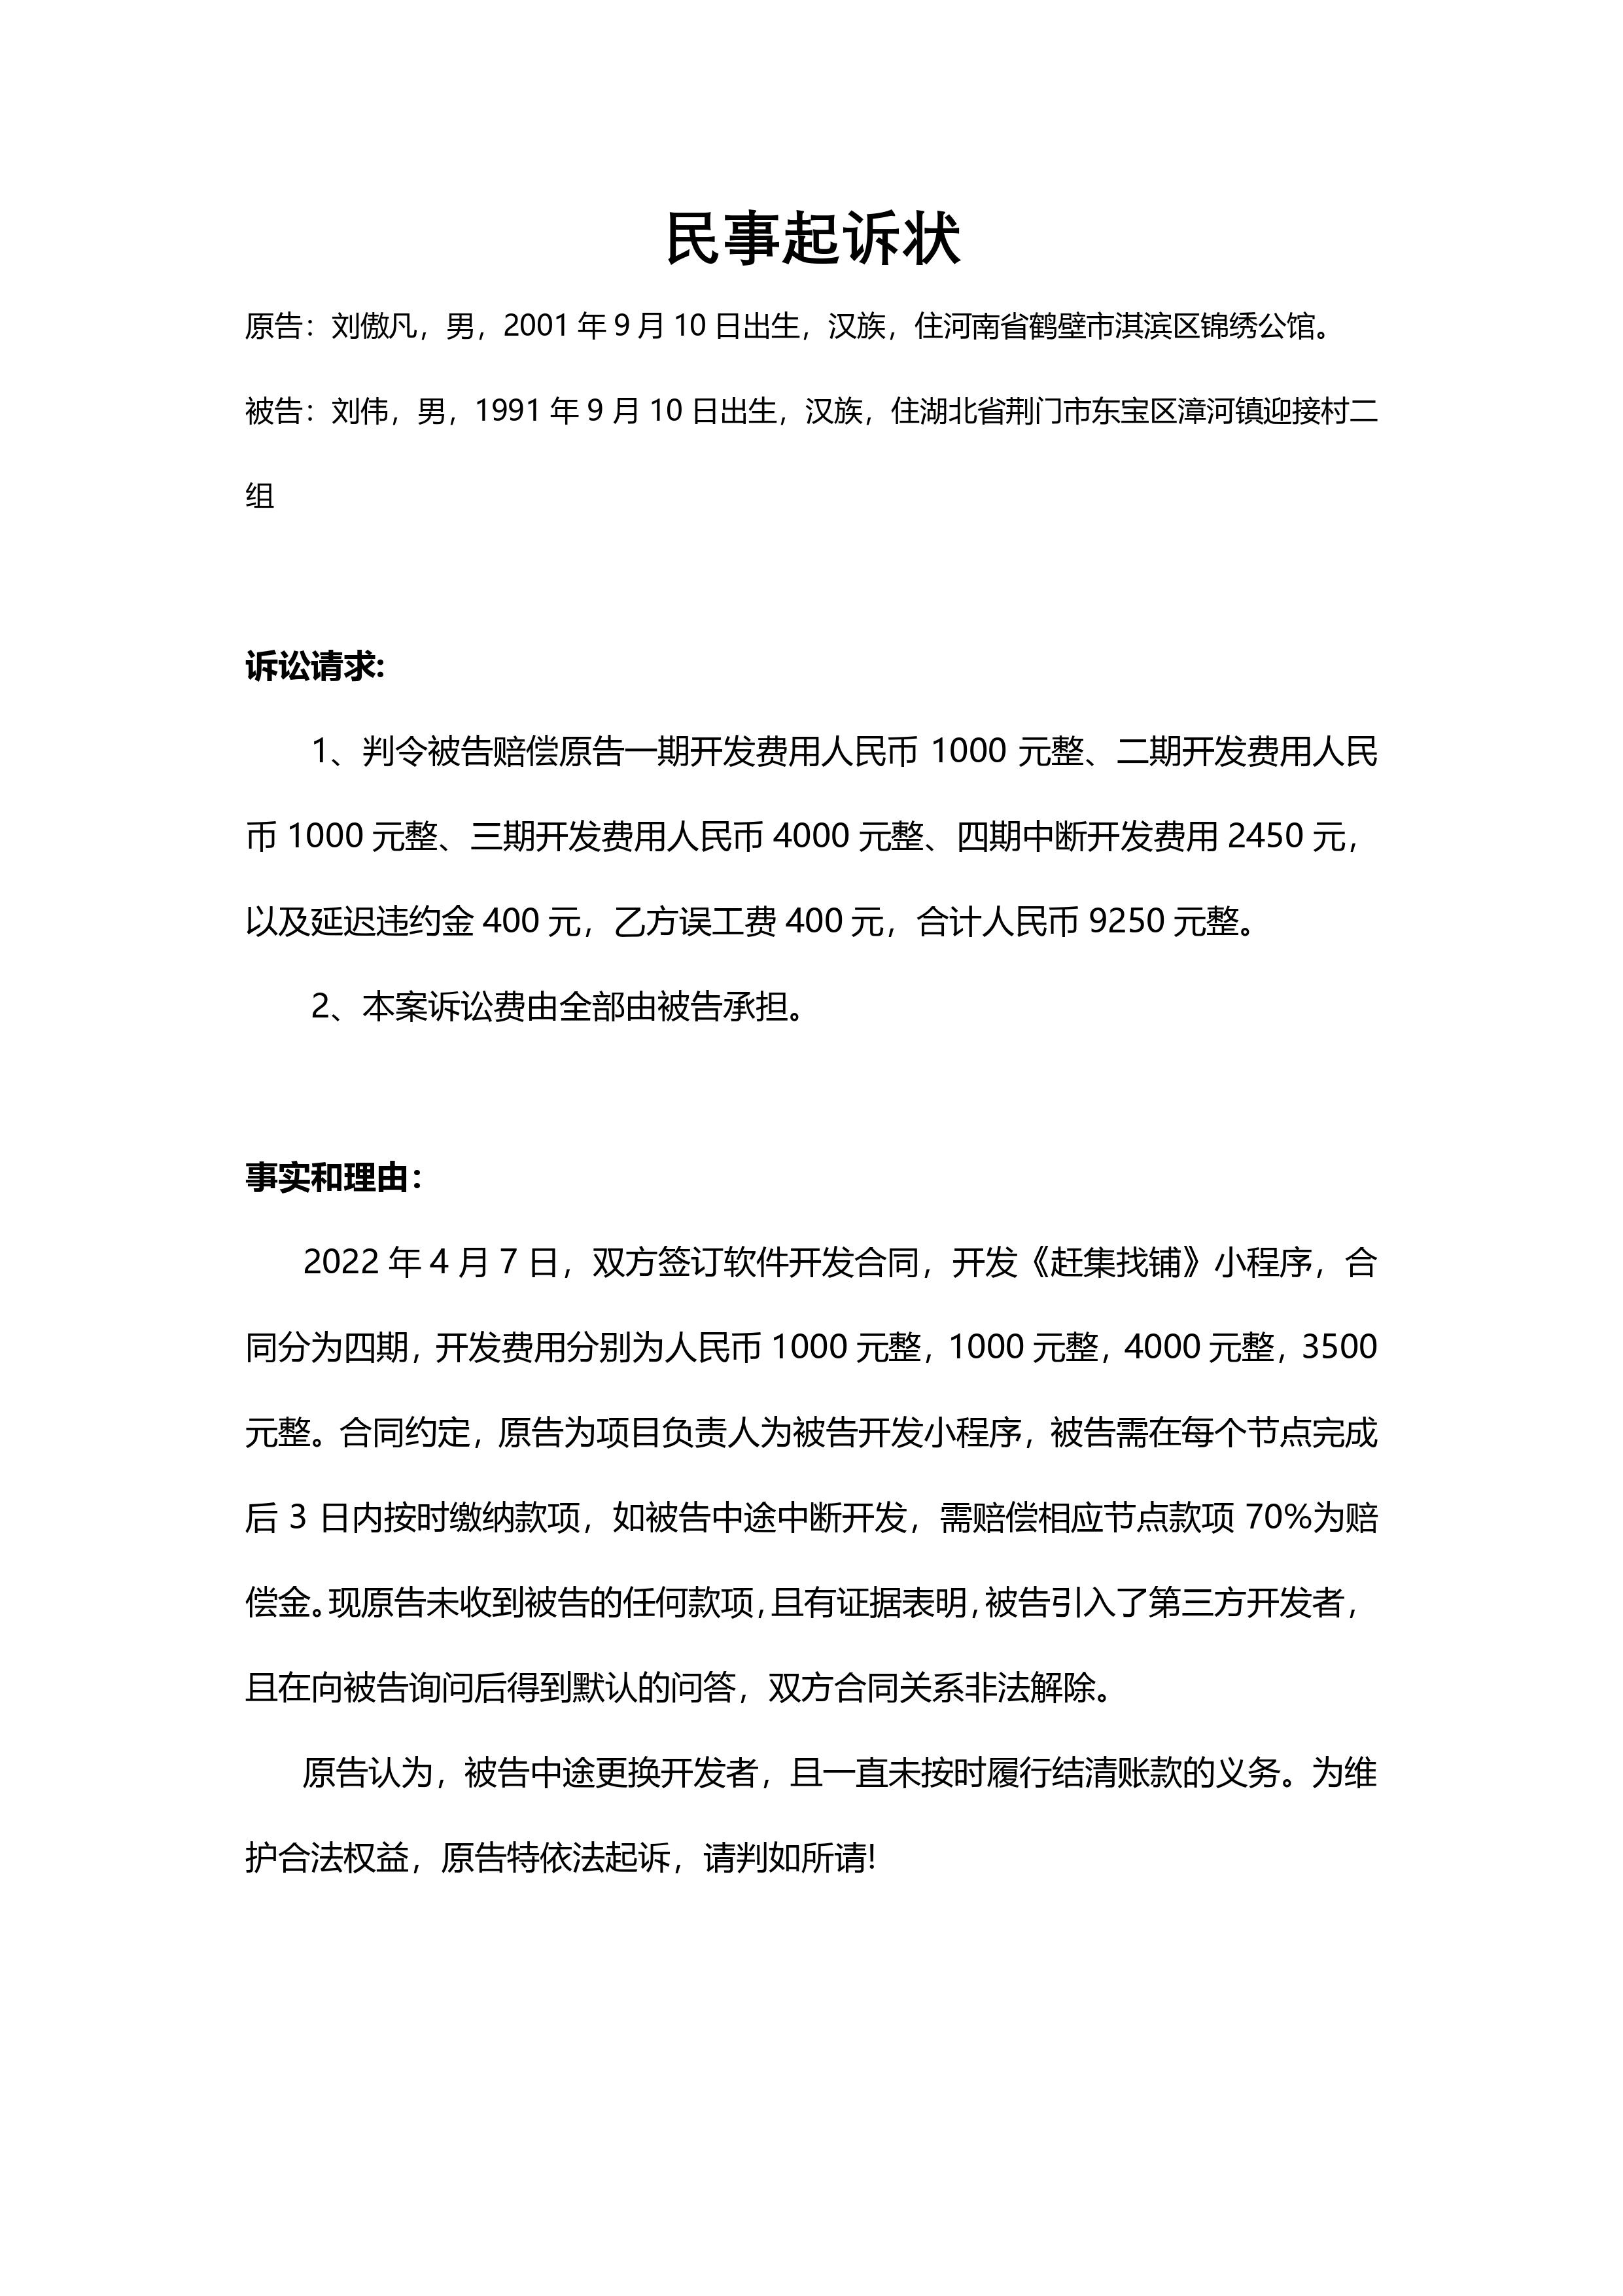 民事起诉状
原告：刘傲凡，男，2001 年 9 月 10 日出生，汉族，住河南省鹤壁市淇滨区锦绣公馆。
被告：刘伟，男，1991 年 9 月 10 日出生，汉族，住湖北省荆门市东宝区漳河镇迎接村二
组
诉讼请求:
1、判令被告赔偿原告一期开发费用人民币 1000 元整、二期开发费用人民
币 1000 元整、三期开发费用人民币 4000 元整、四期中断开发费用 2450 元，
以及延迟违约金 400 元，乙方误工费 400 元，合计人民币 9250 元整。
2、本案诉讼费由全部由被告承担。
事实和理由：
2022 年 4 月 7 日，双方签订软件开发合同，开发《赶集找铺》小程序，合
同分为四期，开发费用分别为人民币 1000 元整，1000 元整，4000 元整，3500
元整。合同约定，原告为项目负责人为被告开发小程序，被告需在每个节点完成
后 3 日内按时缴纳款项，如被告中途中断开发，需赔偿相应节点款项 70%为赔
偿金。现原告未收到被告的任何款项，且有证据表明，被告引入了第三方开发者，
且在向被告询问后得到默认的问答，双方合同关系非法解除。
原告认为，被告中途更换开发者，且一直未按时履行结清账款的义务。为维
护合法权益，原告特依法起诉，请判如所请!